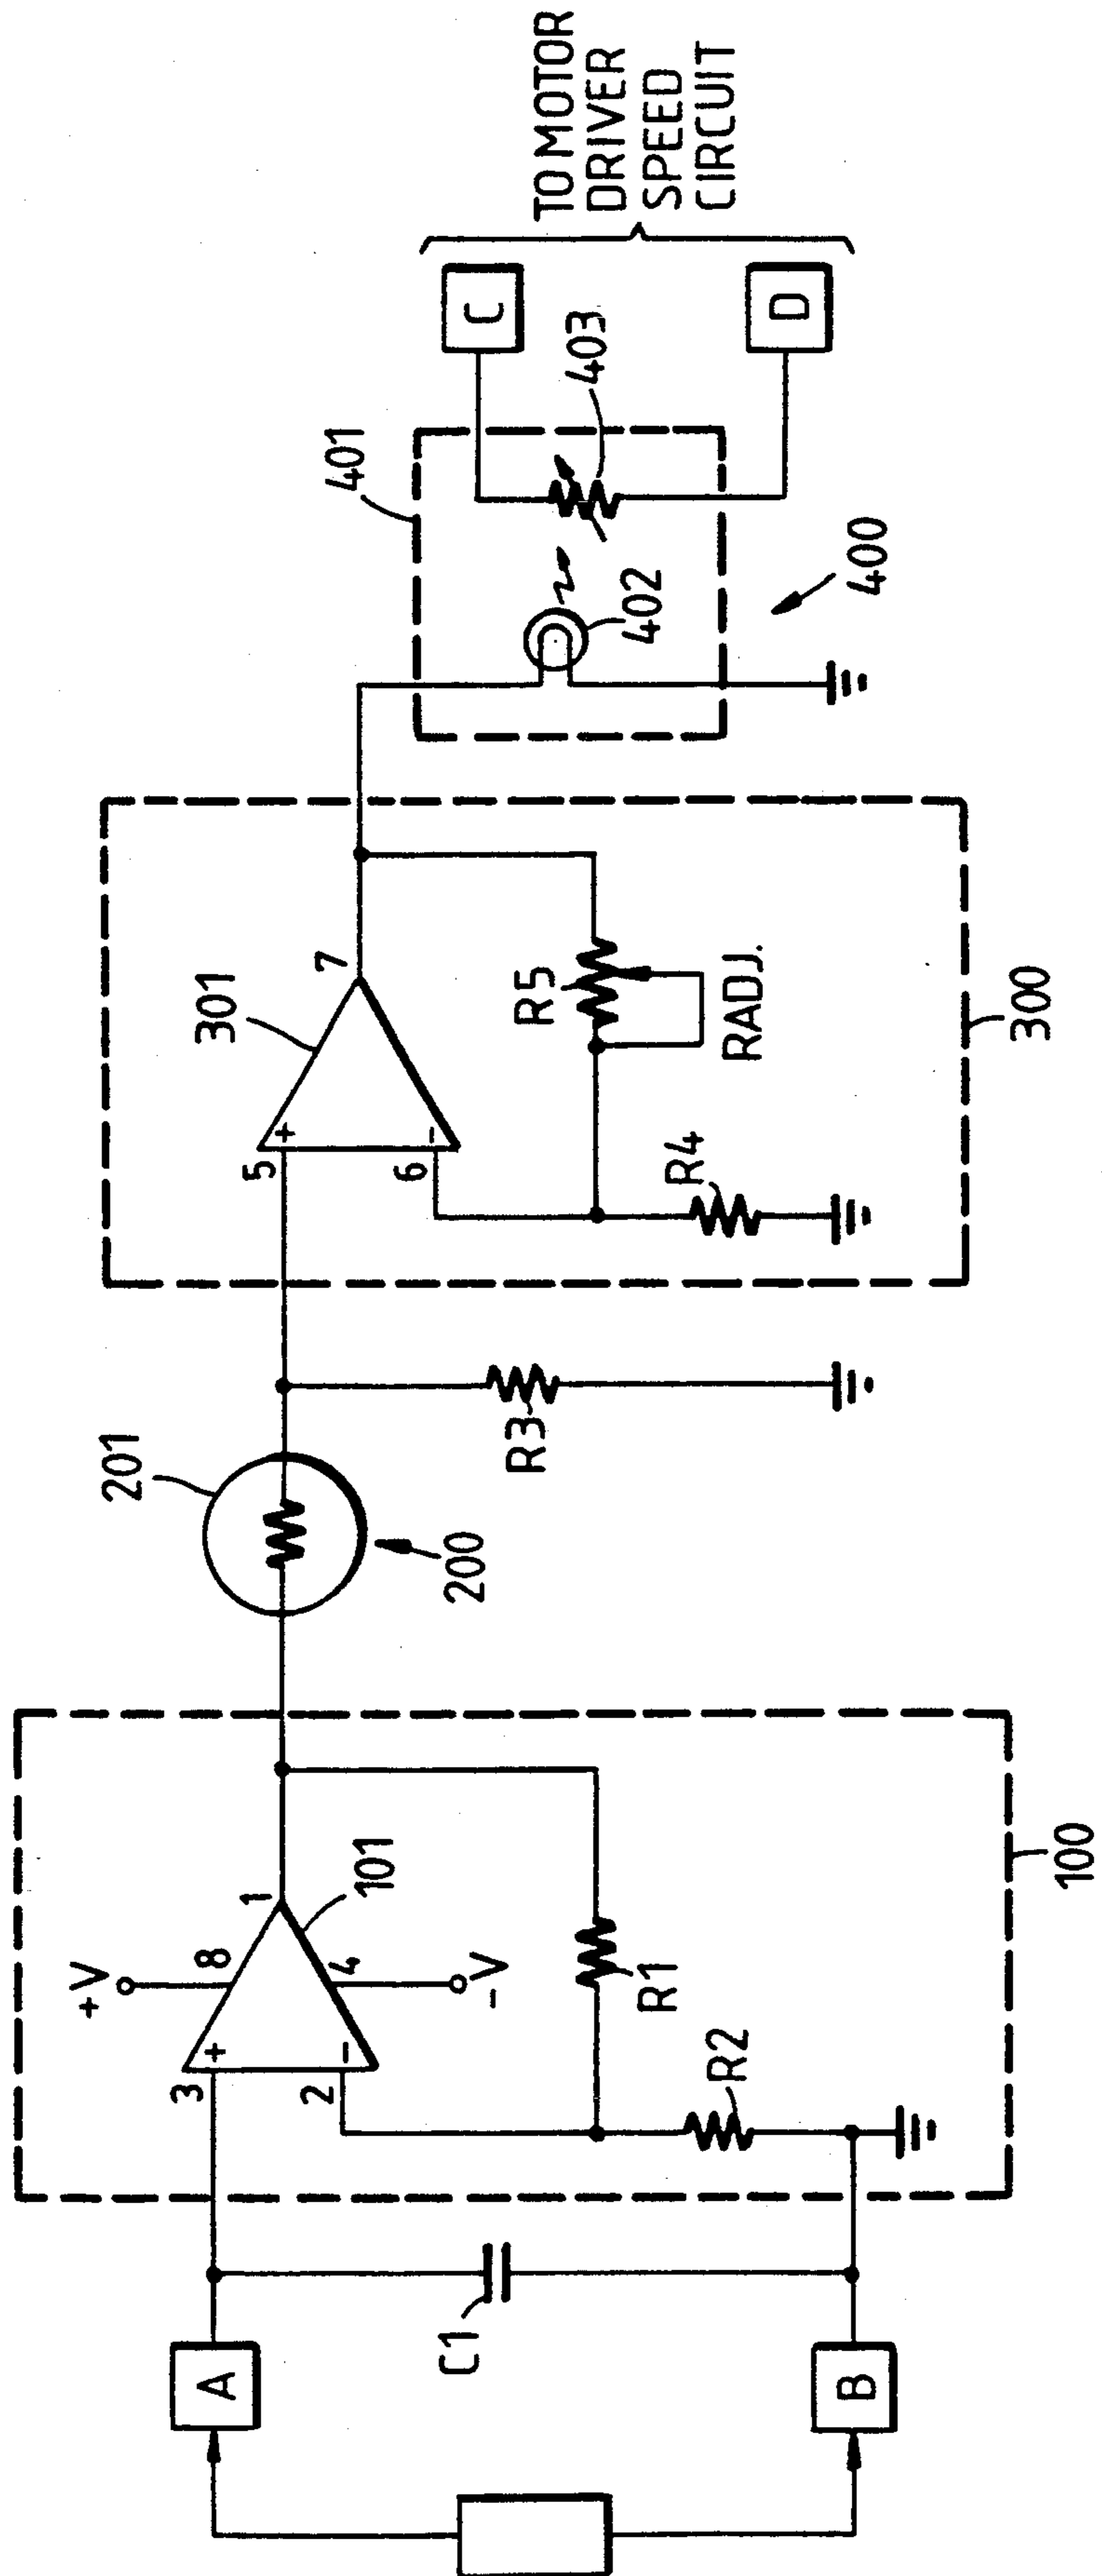 A
B
C1
3
2
+
-
+V
8
1
4
-V
101
R1
R2
100
201
200
R3
5
6
+
-
301
7
R5
RADJ.
R4
300
401
402
403
400
C
D
TO MOTOR
DRIVER
SPEED
CIRCUIT